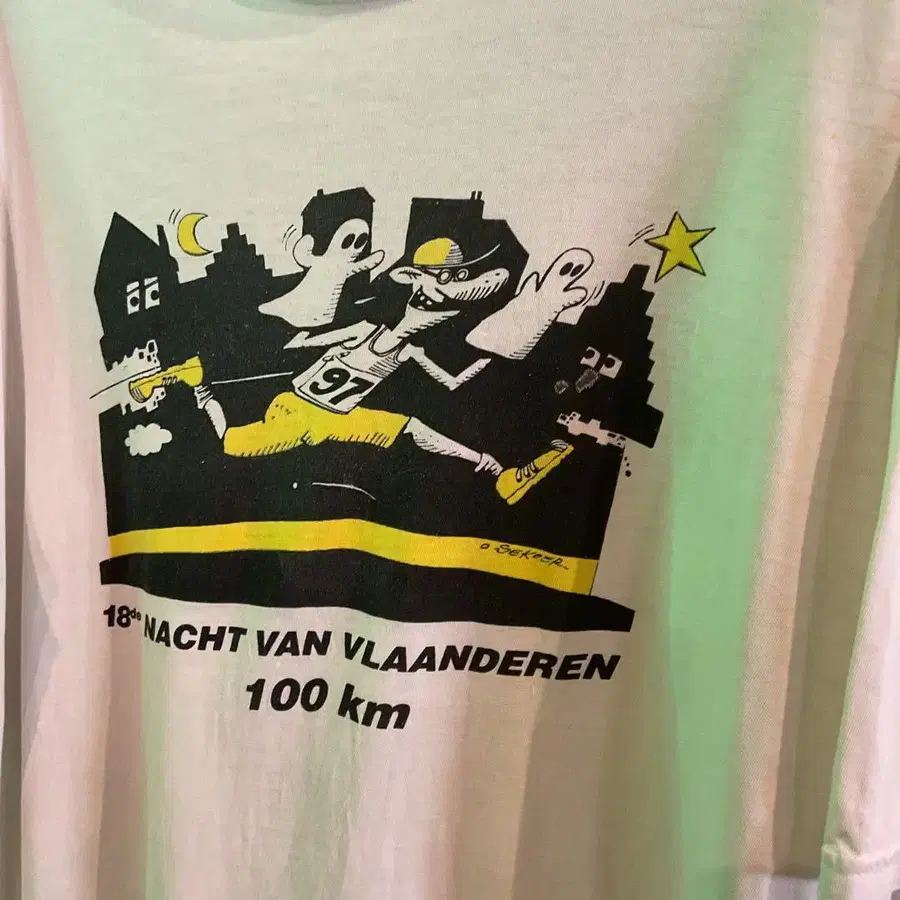 97
18de NACHT VAN VLAANDEREN
100 km